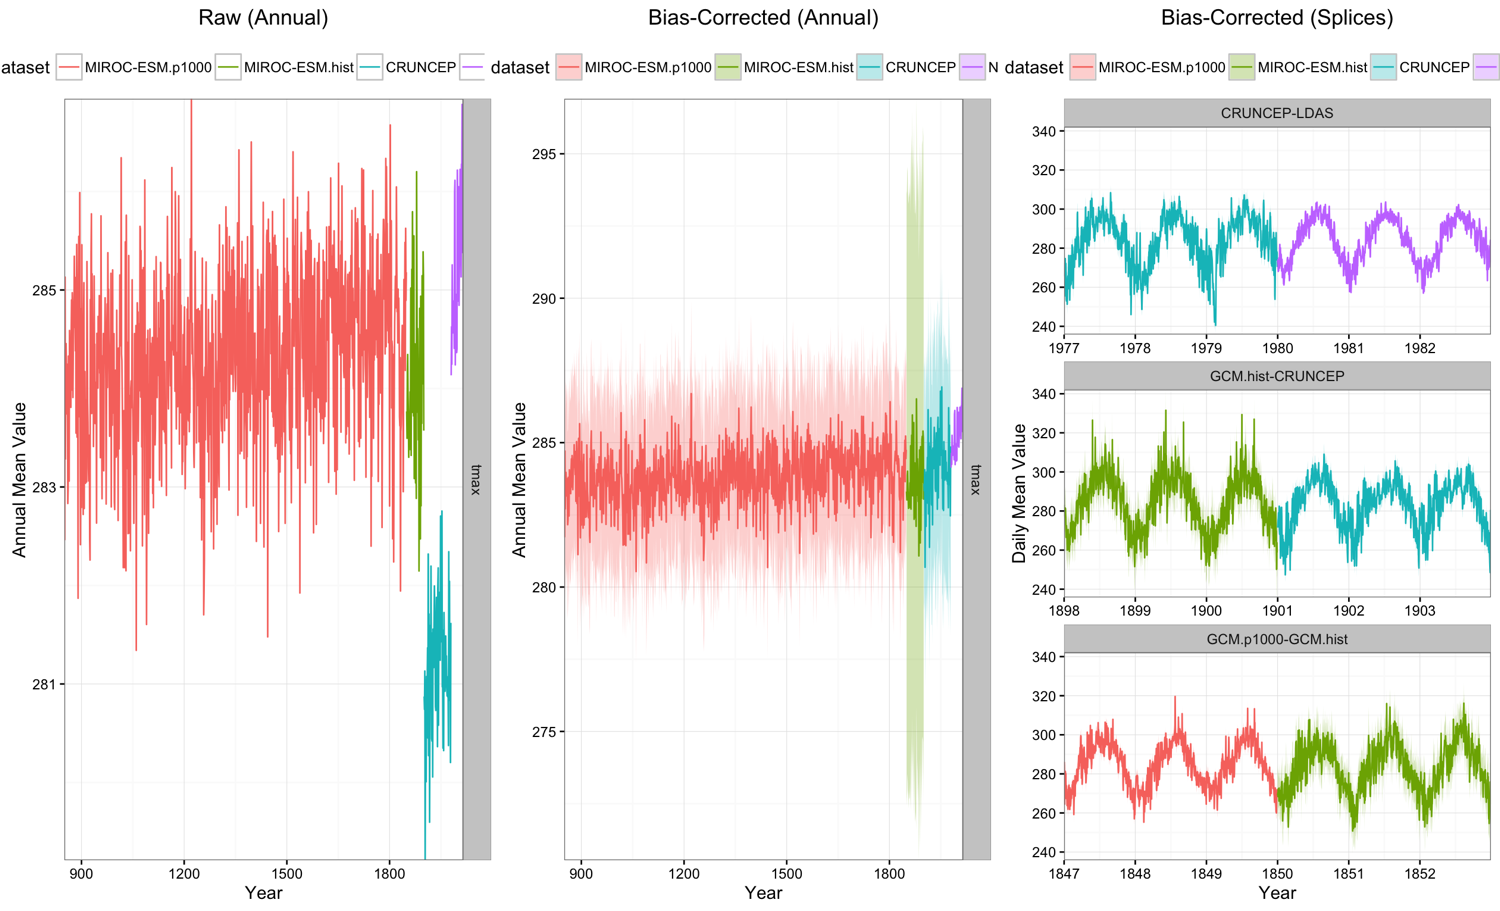 Raw (Annual)
ataset MIROC-ESM.p1000 MIROC-ESM.hist CRUNCEP
Annual Mean Value
285
283
281
tmax
900 1200 1500 1800
Year
Bias-Corrected (Annual)
dataset MIROC-ESM.p1000 MIROC-ESM.hist CRUNCEP N
Annual Mean Value
295
290
285
280
275
tmax
900 1200 1500 1800
Year
Bias-Corrected (Splices)
dataset MIROC-ESM.p1000 MIROC-ESM.hist CRUNCEP
Daily Mean Value
CRUNCEP-LDAS
340
320
300
280
260
240
1977 1978 1979 1980 1981 1982
GCM.hist-CRUNCEP
340
320
300
280
260
240
1898 1899 1900 1901 1902 1903
GCM.p1000-GCM.hist
340
320
300
280
260
240
1847 1848 1849 1850 1851 1852
Year